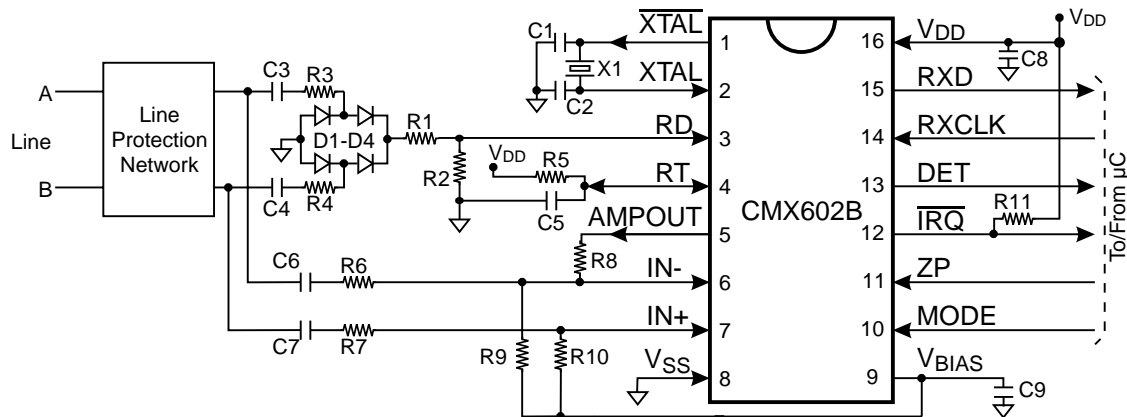 XTAL
1
C1
X1
C2
XTAL
2
A
Line
B
Line
Protection
Network
C3
R3
D1-D4
C4
R4
R1
R2
RD
3
VDD
R5
C5
RT
4
AMPOUT
5
R8
C6
R6
IN-
6
C7
R7
IN+
7
R9
R10
VSS
8
CMX602B
16
VDD
VDD
C8
15
RXD
14
RXCLK
13
DET
R11
12
IRQ
11
ZP
10
MODE
9
VBIAS
C9
To/From µC